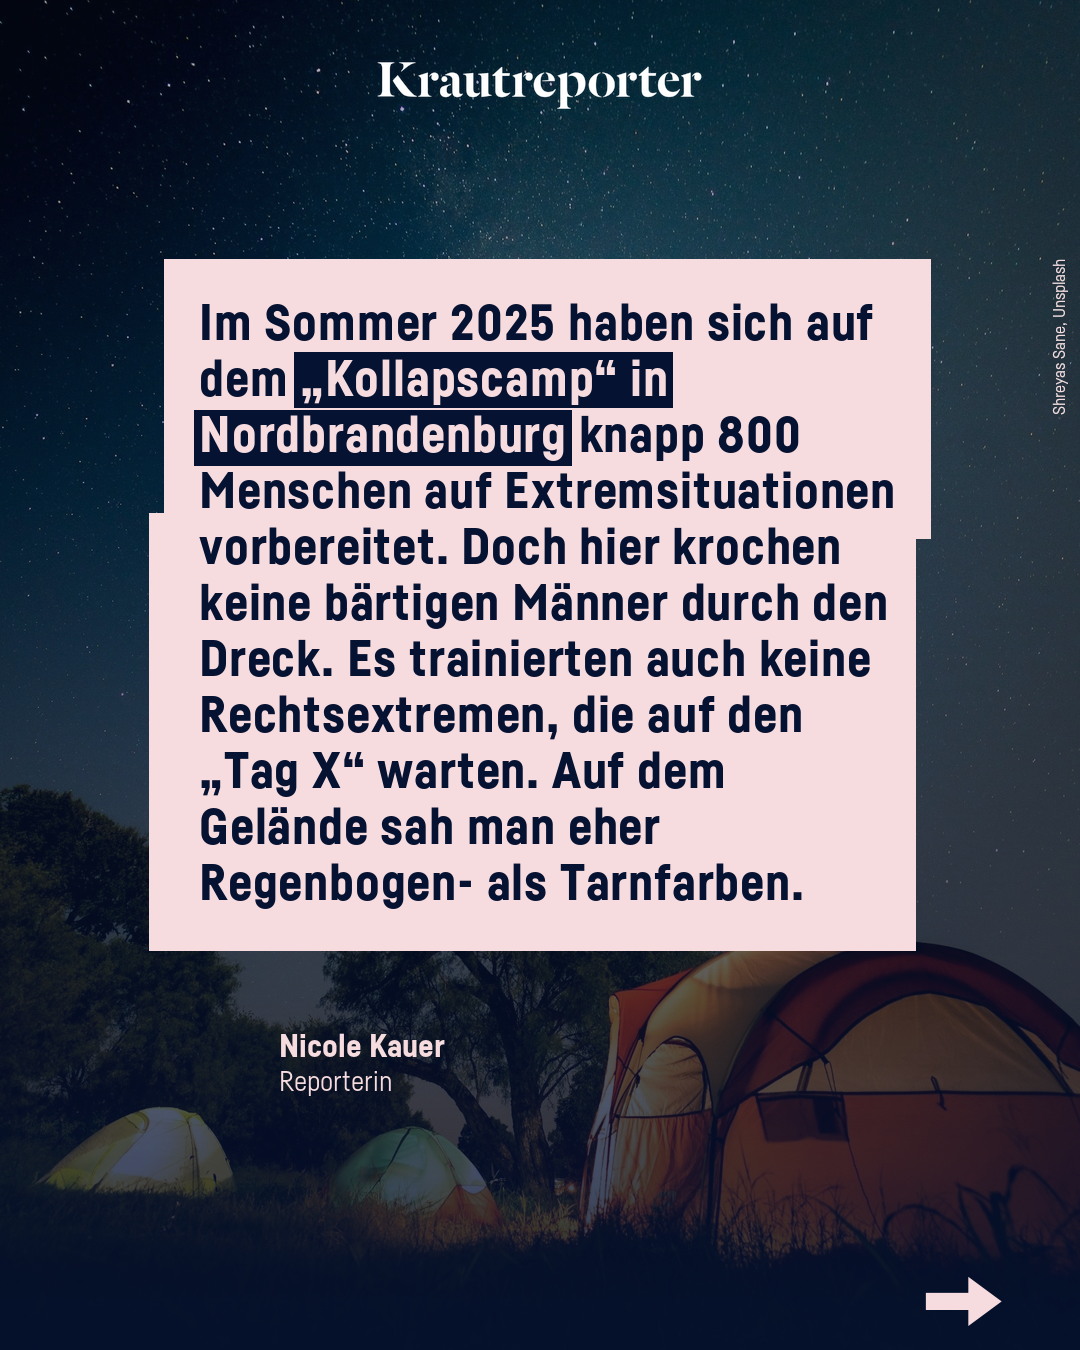 Krautreporter
Im Sommer 2025 haben sich auf
dem „Kollapscamp“ in
Nordbrandenburg knapp 800
Menschen auf Extremsituationen
vorbereitet. Doch hier krochen
keine bärtigen Männer durch den
Dreck. Es trainierten auch keine
Rechtsextremen, die auf den
„Tag X“ warten. Auf dem
Gelände sah man eher
Regenbogen- als Tarnfarben.
Nicole Kauer
Reporterin
Shreyas Sane, Unsplash